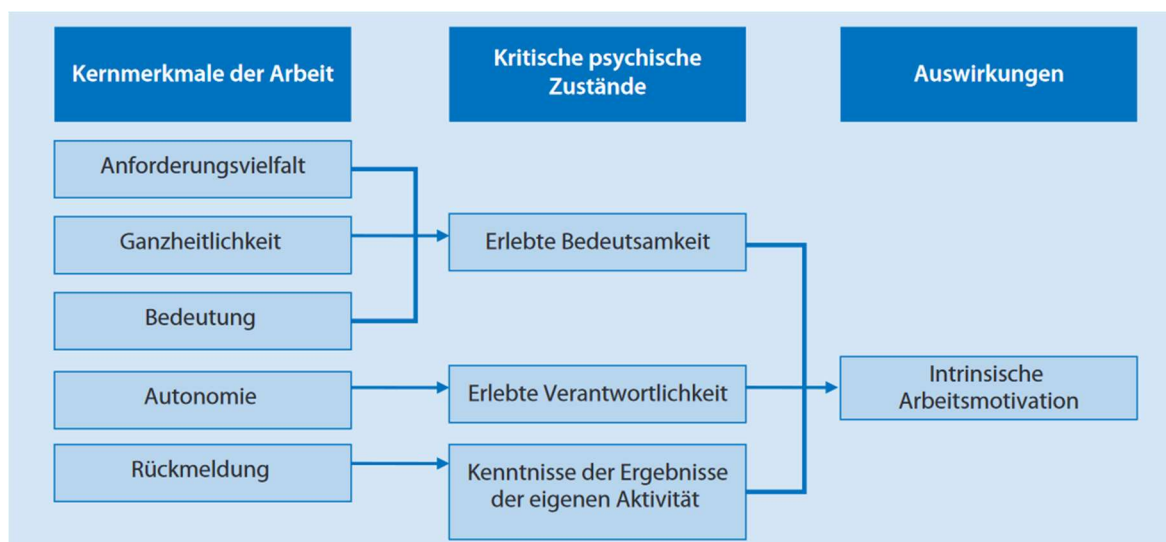 Kernmerkmale der Arbeit
Kritische psychische
Zustände
Auswirkungen
Anforderungsvielfalt
Ganzheitlichkeit
Bedeutung
Autonomie
Rückmeldung
Erlebte Bedeutsamkeit
Erlebte Verantwortlichkeit
Kenntnisse der Ergebnisse
der eigenen Aktivität
Intrinsische
Arbeitsmotivation